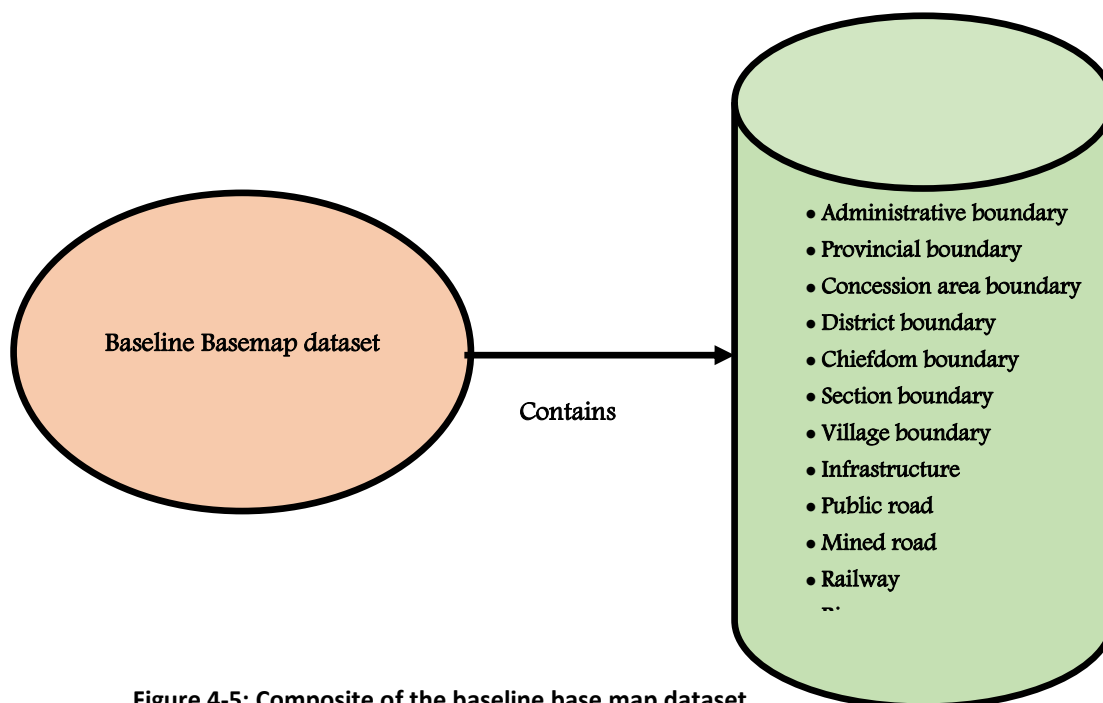 Baseline Basemap dataset
Contains
• Administrative boundary
• Provincial boundary
• Concession area boundary
• District boundary
• Chiefdom boundary
• Section boundary
• Village boundary
• Infrastructure
• Public road
• Mined road
• Railway
Figure 4-5: Composite of the baseline base map dataset